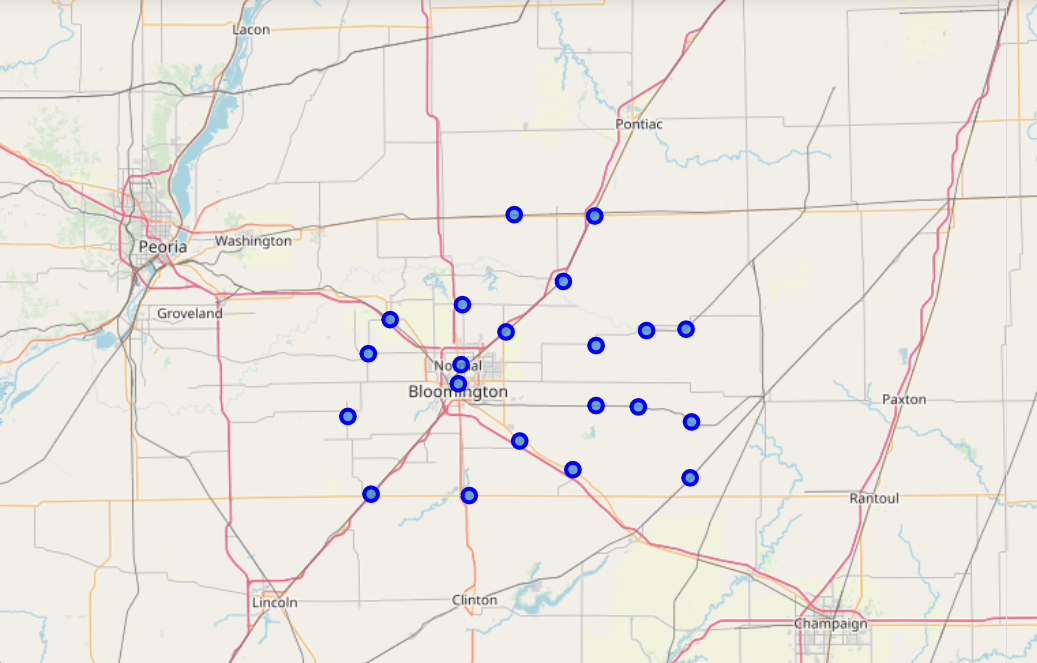 Lacon
Pontiac
Peoria
Washington
Groveland
Normal
Bloomington
Paxton
Rantoul
Lincoln
Clinton
Champaign